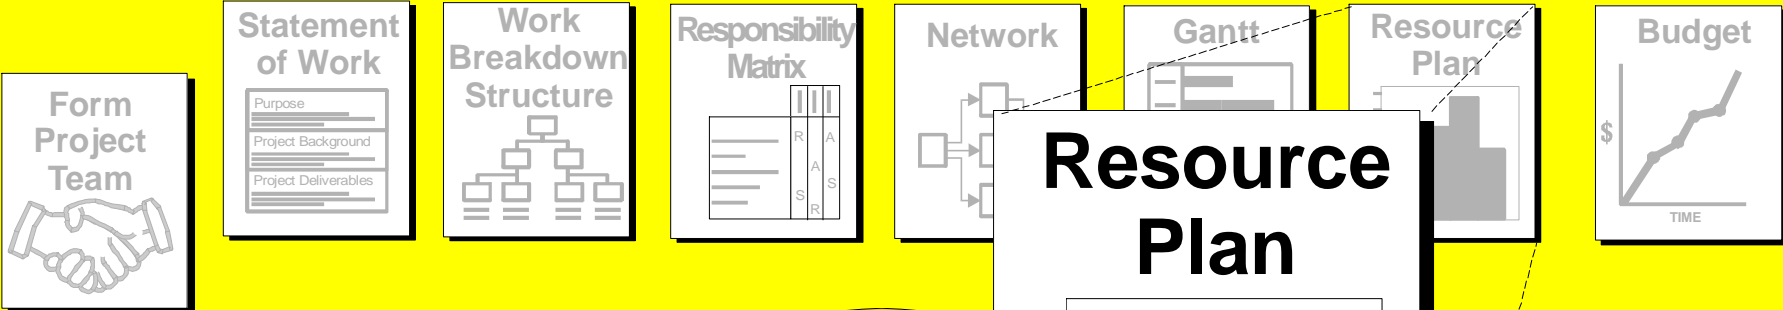 Form
Project
Team
Statement
of Work
Purpose
Project Background
Project Deliverables
Work
Breakdown
Structure
Responsibility
Matrix
R A
A
S S
R
Network
Gantt
Resource
Plan
Budget
$
TIME
Resource
Plan